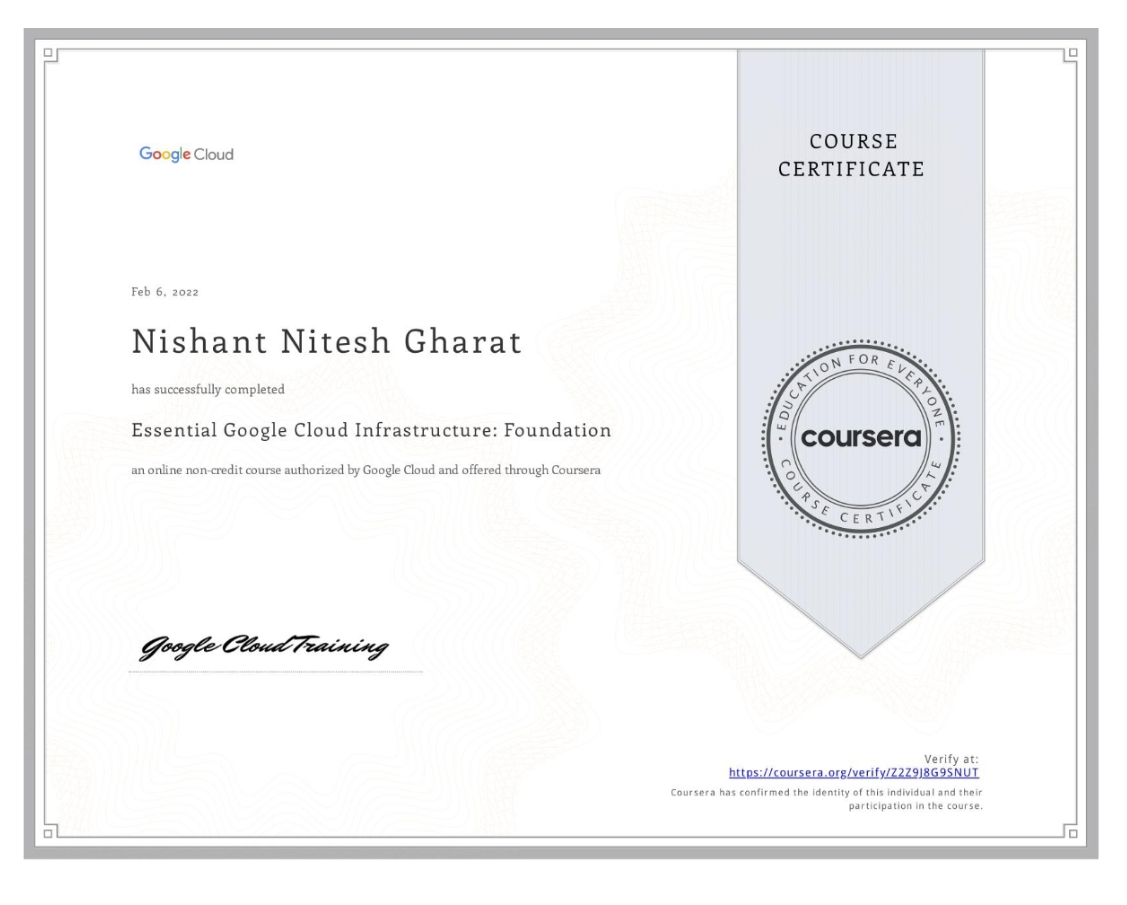 Google Cloud
COURSE
CERTIFICATE
Feb 6, 2022
Nishant Nitesh Gharat
has successfully completed
Essential Google Cloud Infrastructure: Foundation
an online non-credit course authorized by Google Cloud and offered through Coursera
EDUCATION FOR EVERYONE
coursera
COURSE CERTIFICATE
Google Cloud Training
Verify at:
https://coursera.org/verify/Z2Z9J8G9SNUT
Coursera has confirmed the identity of this individual and their
participation in the course.